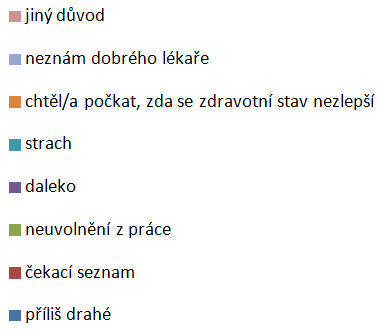 jiný důvod
neznám dobrého lékaře
chtěl/a počkat, zda se zdravotní stav nezlepší
strach
daleko
neuvolnění z práce
čekací seznam
příliš drahé